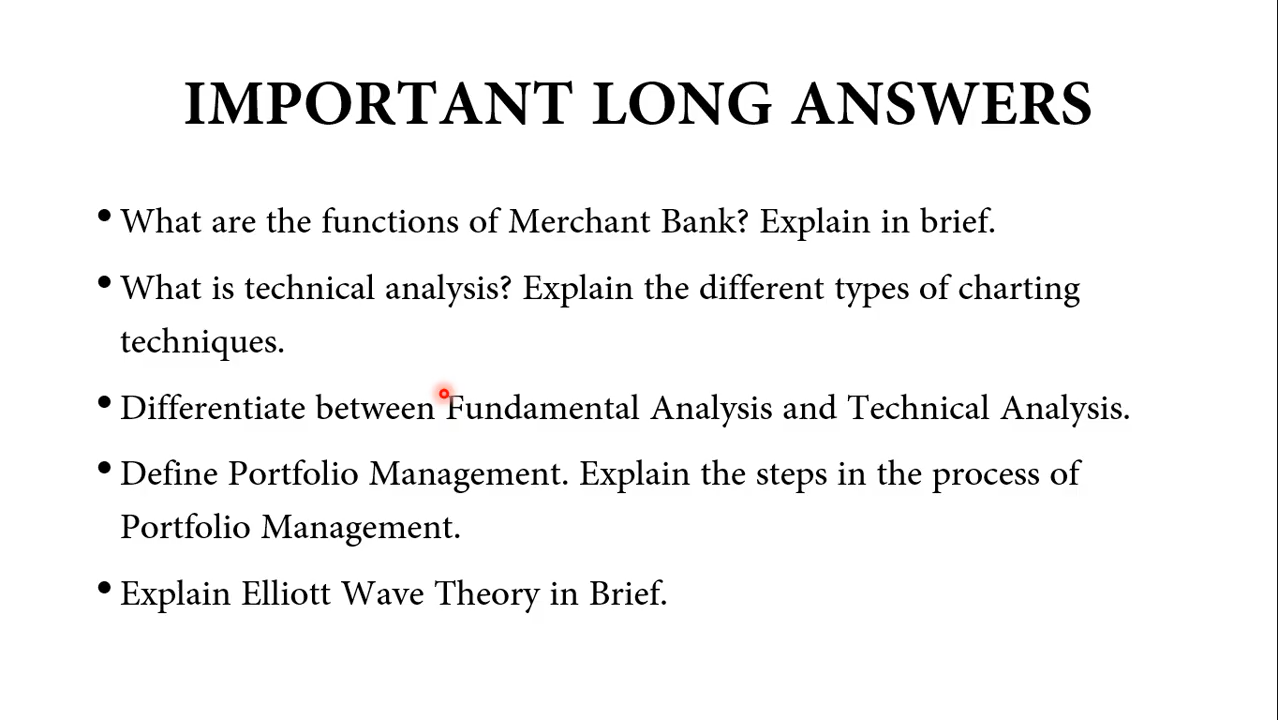 IMPORTANT LONG ANSWERS
• What are the functions of Merchant Bank? Explain in brief.
• What is technical analysis? Explain the different types of charting
techniques.
• Differentiate between Fundamental Analysis and Technical Analysis.
• Define Portfolio Management. Explain the steps in the process of
Portfolio Management.
• Explain Elliott Wave Theory in Brief.